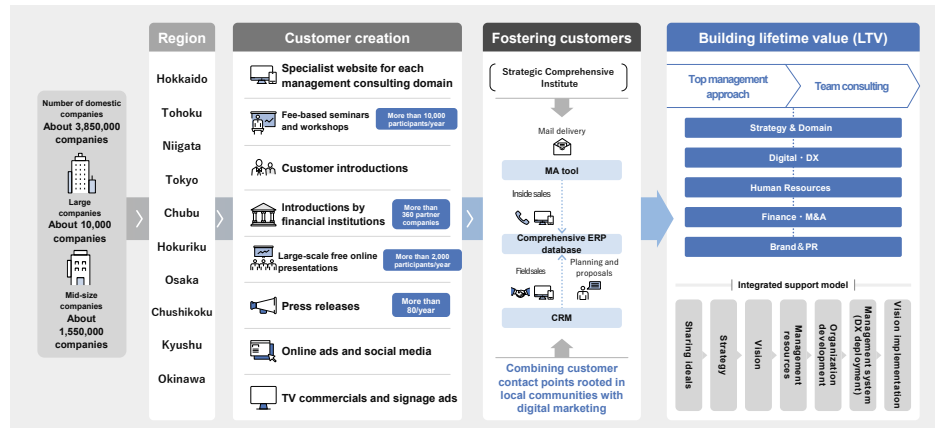 Number of domestic
companies
About 3,850,000
companies
Large
companies
About 10,000
companies
Mid-size
companies
About
1,550,000
companies
Region
Hokkaido
Tohoku
Niigata
Tokyo
Chubu
Hokuriku
Osaka
Chushikoku
Kyushu
Okinawa
Customer creation
Specialist website for each
management consulting domain
Fee-based seminars
and workshops
More than 10,000
participants/year
Customer introductions
Introductions by
financial institutions
More than
360 partner
companies
Large-scale free online
presentations
More than 2,000
participants/year
Press releases
More than
80/year
Online ads and social media
TV commercials and signage ads
Fostering customers
Strategic Comprehensive
Institute
Mail delivery
MA tool
Inside sales
Comprehensive ERP
database
Field sales
Planning and
proposals
CRM
Combining customer
contact points rooted in
local communities with
digital marketing
Building lifetime value (LTV)
Top management
approach
Team consulting
Strategy & Domain
Digital・DX
Human Resources
Finance・M&A
Brand & PR
Integrated support model
Sharing ideals
Strategy
Vision
Management
resources
Organization
development
Management system
(DX deployment)
Vision implementation